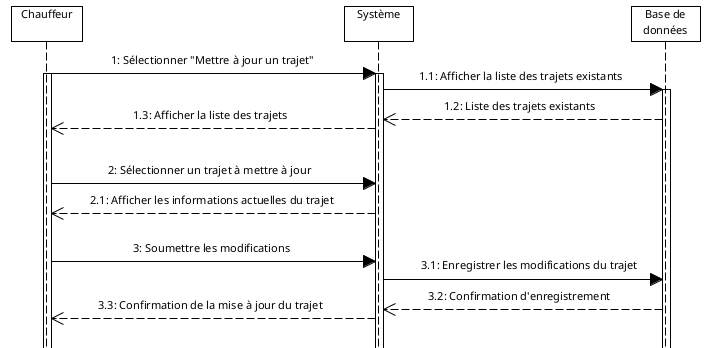 Chauffeur
Système
Base de
données
1: Sélectionner "Mettre à jour un trajet"
1.1: Afficher la liste des trajets existants
1.2: Liste des trajets existants
1.3: Afficher la liste des trajets
2: Sélectionner un trajet à mettre à jour
2.1: Afficher les informations actuelles du trajet
3: Soumettre les modifications
3.1: Enregistrer les modifications du trajet
3.2: Confirmation d'enregistrement
3.3: Confirmation de la mise à jour du trajet